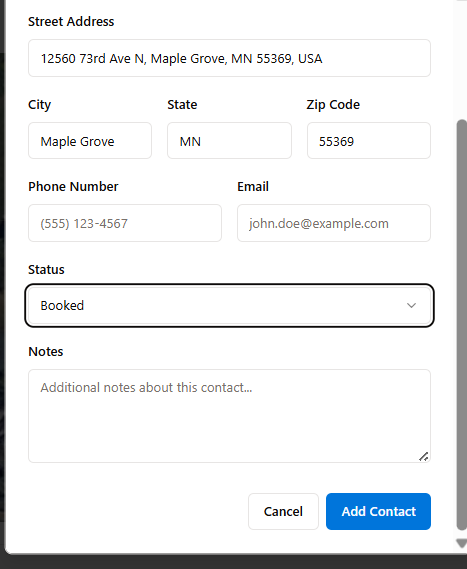 Street Address
12560 73rd Ave N, Maple Grove, MN 55369, USA
City State Zip Code
Maple Grove MN 55369
Phone Number Email
(555) 123-4567 john.doe@example.com
Status
Booked
Notes
Additional notes about this contact...
Cancel Add Contact